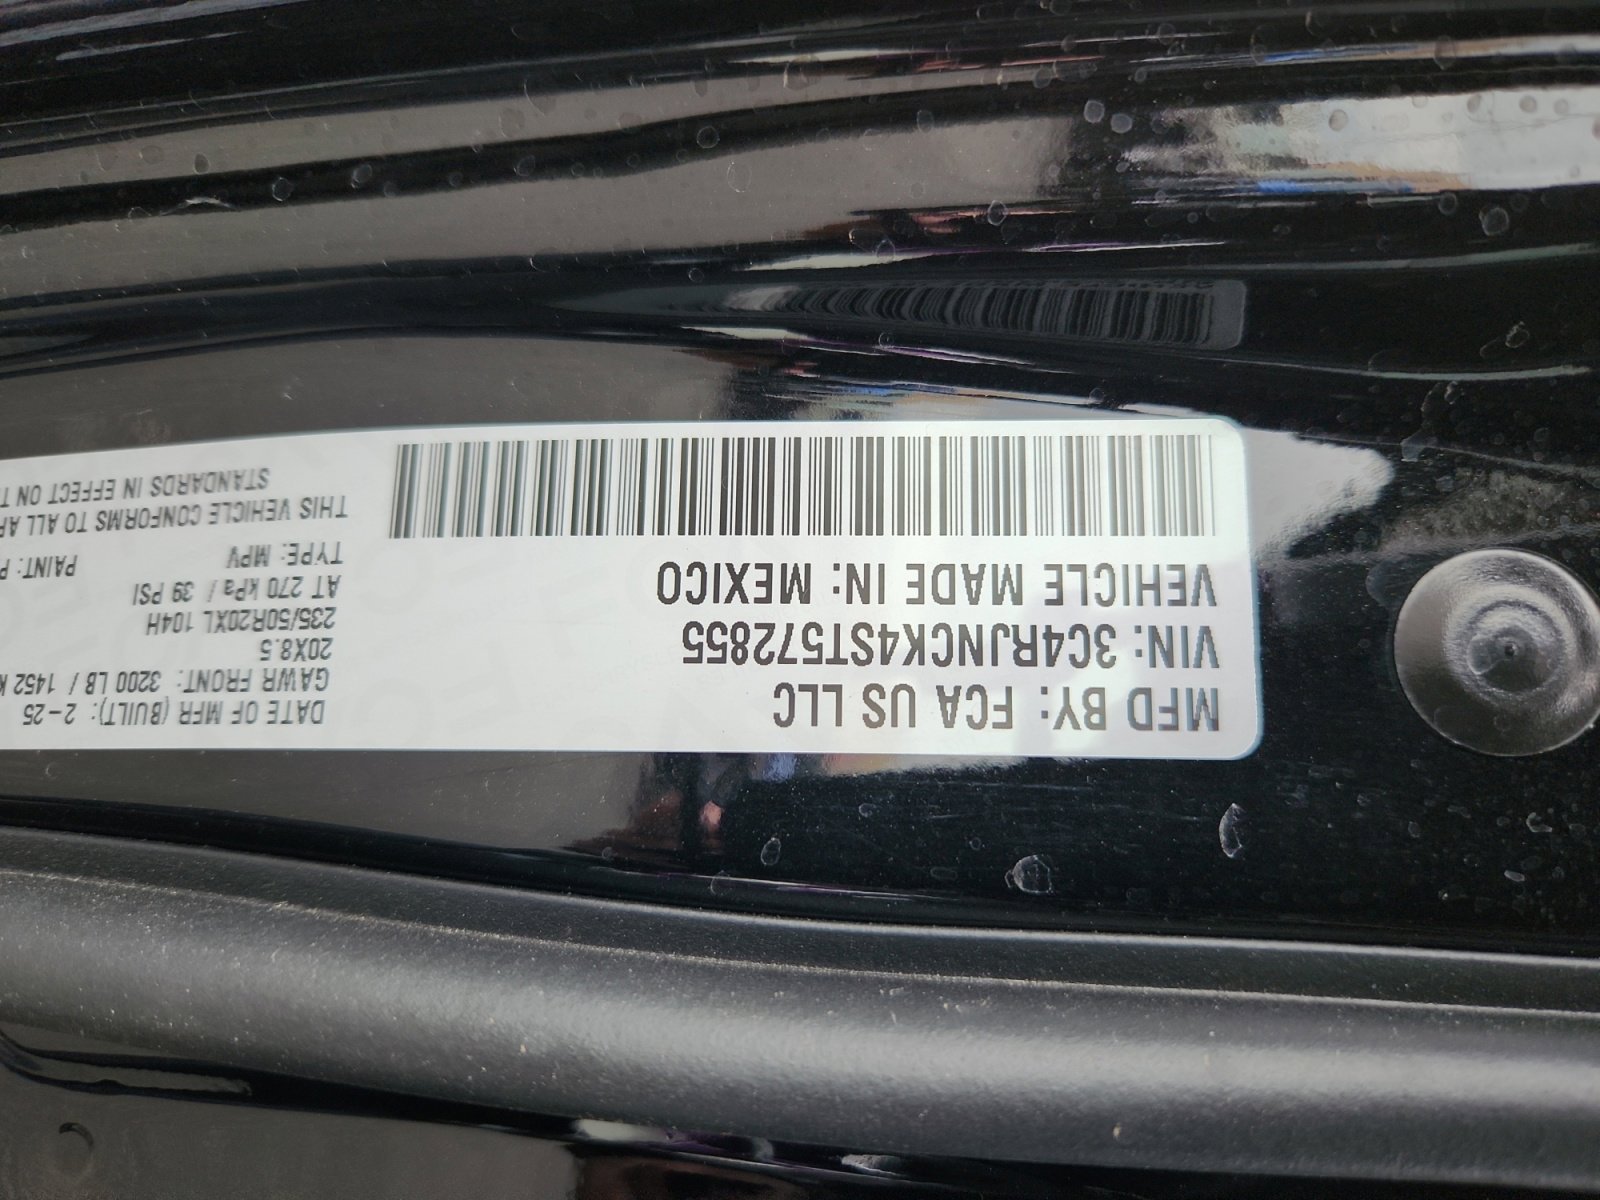 MFD BY: FCA US LLC
VIN: 3C4RJNCK4ST572855
VEHICLE MADE IN: MEXICO
DATE OF MFR (BUILT): 2-25
GAWR FRONT: 3200 LB / 1452 K
20X8.5
235/50R20XL 104H
AT 270 kPa / 39 PSI
TYPE: MPV PAINT: P
THIS VEHICLE CONFORMS TO ALL AP
STANDARDS IN EFFECT ON T